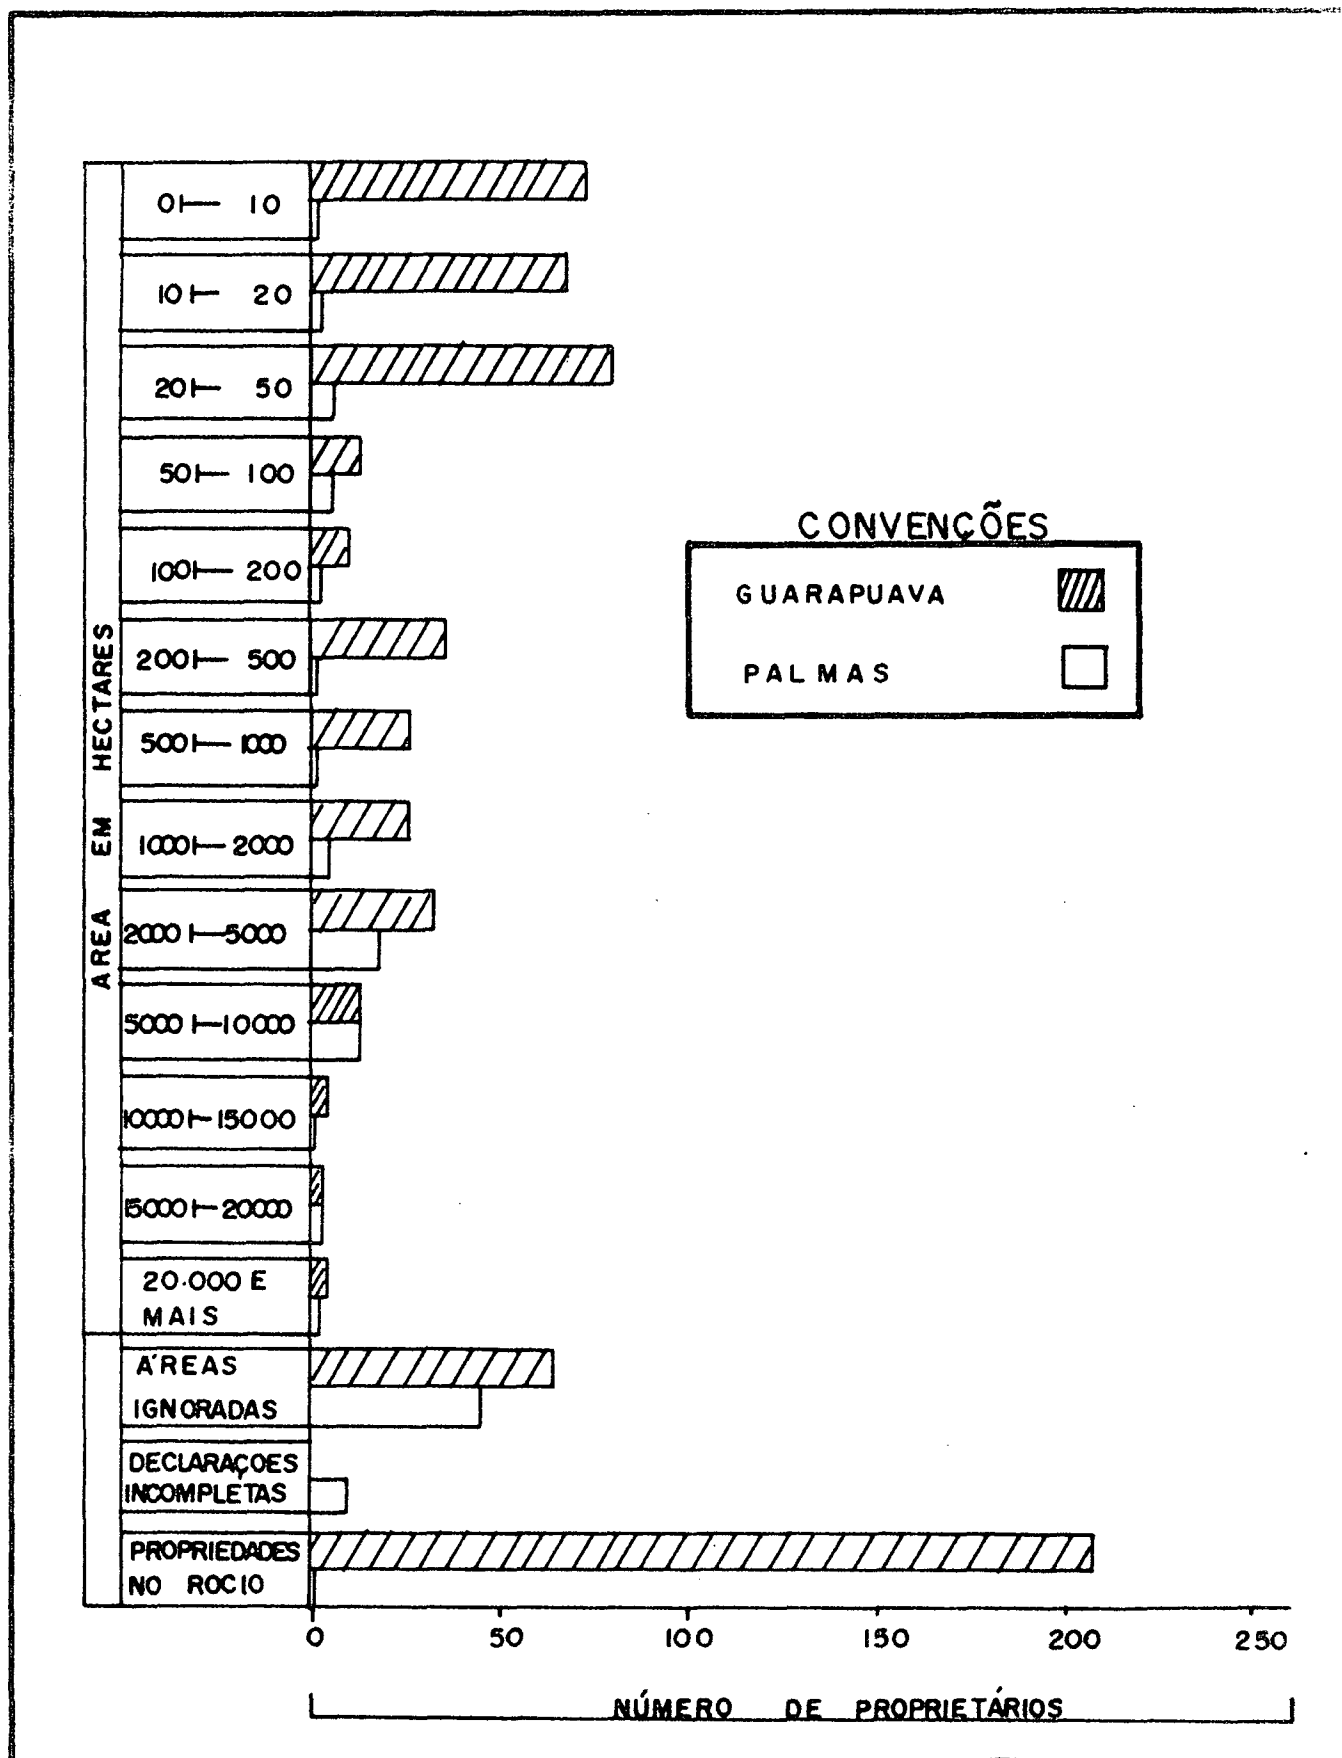 0⊢ 10
10⊢ 20
20⊢ 50
50⊢ 100
100⊢ 200
200⊢ 500
500⊢ 1000
1000⊢ 2000
2000⊢5000
5000⊢10000
10000⊢15000
15000⊢20000
20.000 E
MAIS
ÁREA EM HECTARES
ÁREAS
IGNORADAS
DECLARAÇOES
INCOMPLETAS
PROPRIEDADES
NO ROCIO
CONVENÇÕES
GUARAPUAVA
PALMAS
0 50 100 150 200 250
NÚMERO DE PROPRIETÁRIOS